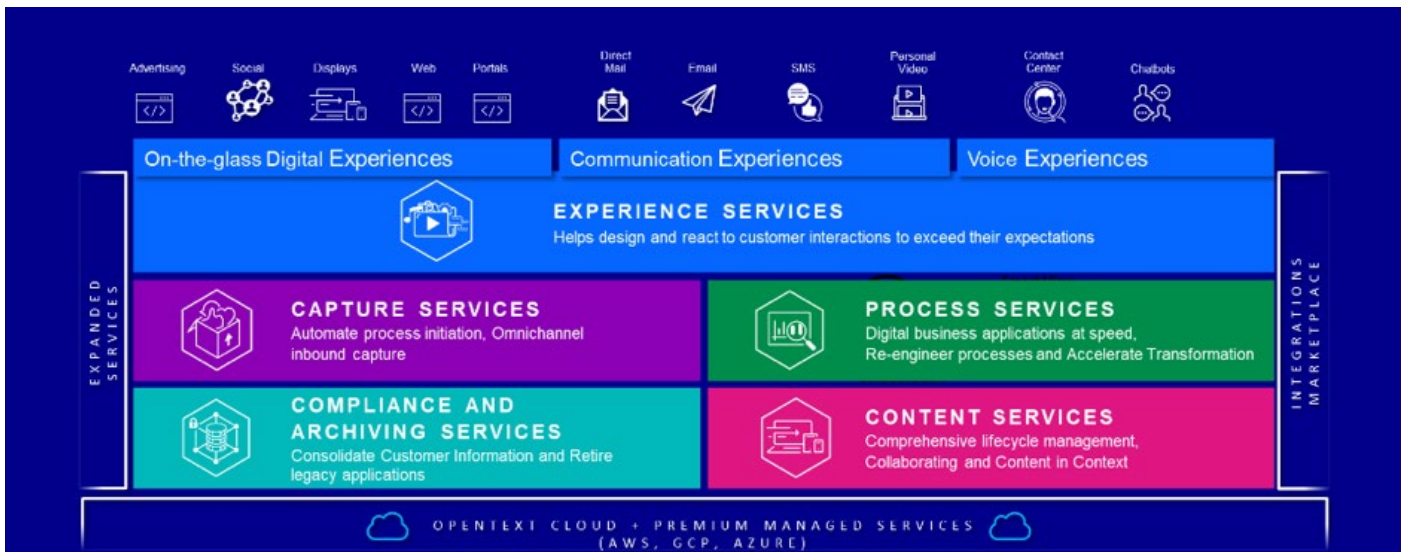 Advertising
Social
Displays
Web
Portals
Direct
Mail
Email
SMS
Personal
Video
Contact
Center
Chatbots
On-the-glass Digital Experiences
Communication Experiences
Voice Experiences
EXPERIENCE SERVICES
Helps design and react to customer interactions to exceed their expectations
EXPANDED
SERVICES
CAPTURE SERVICES
Automate process initiation, Omnichannel
inbound capture
PROCESS SERVICES
Digital business applications at speed,
Re-engineer processes and Accelerate Transformation
COMPLIANCE AND
ARCHIVING SERVICES
Consolidate Customer Information and Retire
legacy applications
CONTENT SERVICES
Comprehensive lifecycle management,
Collaborating and Content in Context
INTEGRATIONS
MARKETPLACE
OPENTEXT CLOUD + PREMIUM MANAGED SERVICES
(AWS, GCP, AZURE)